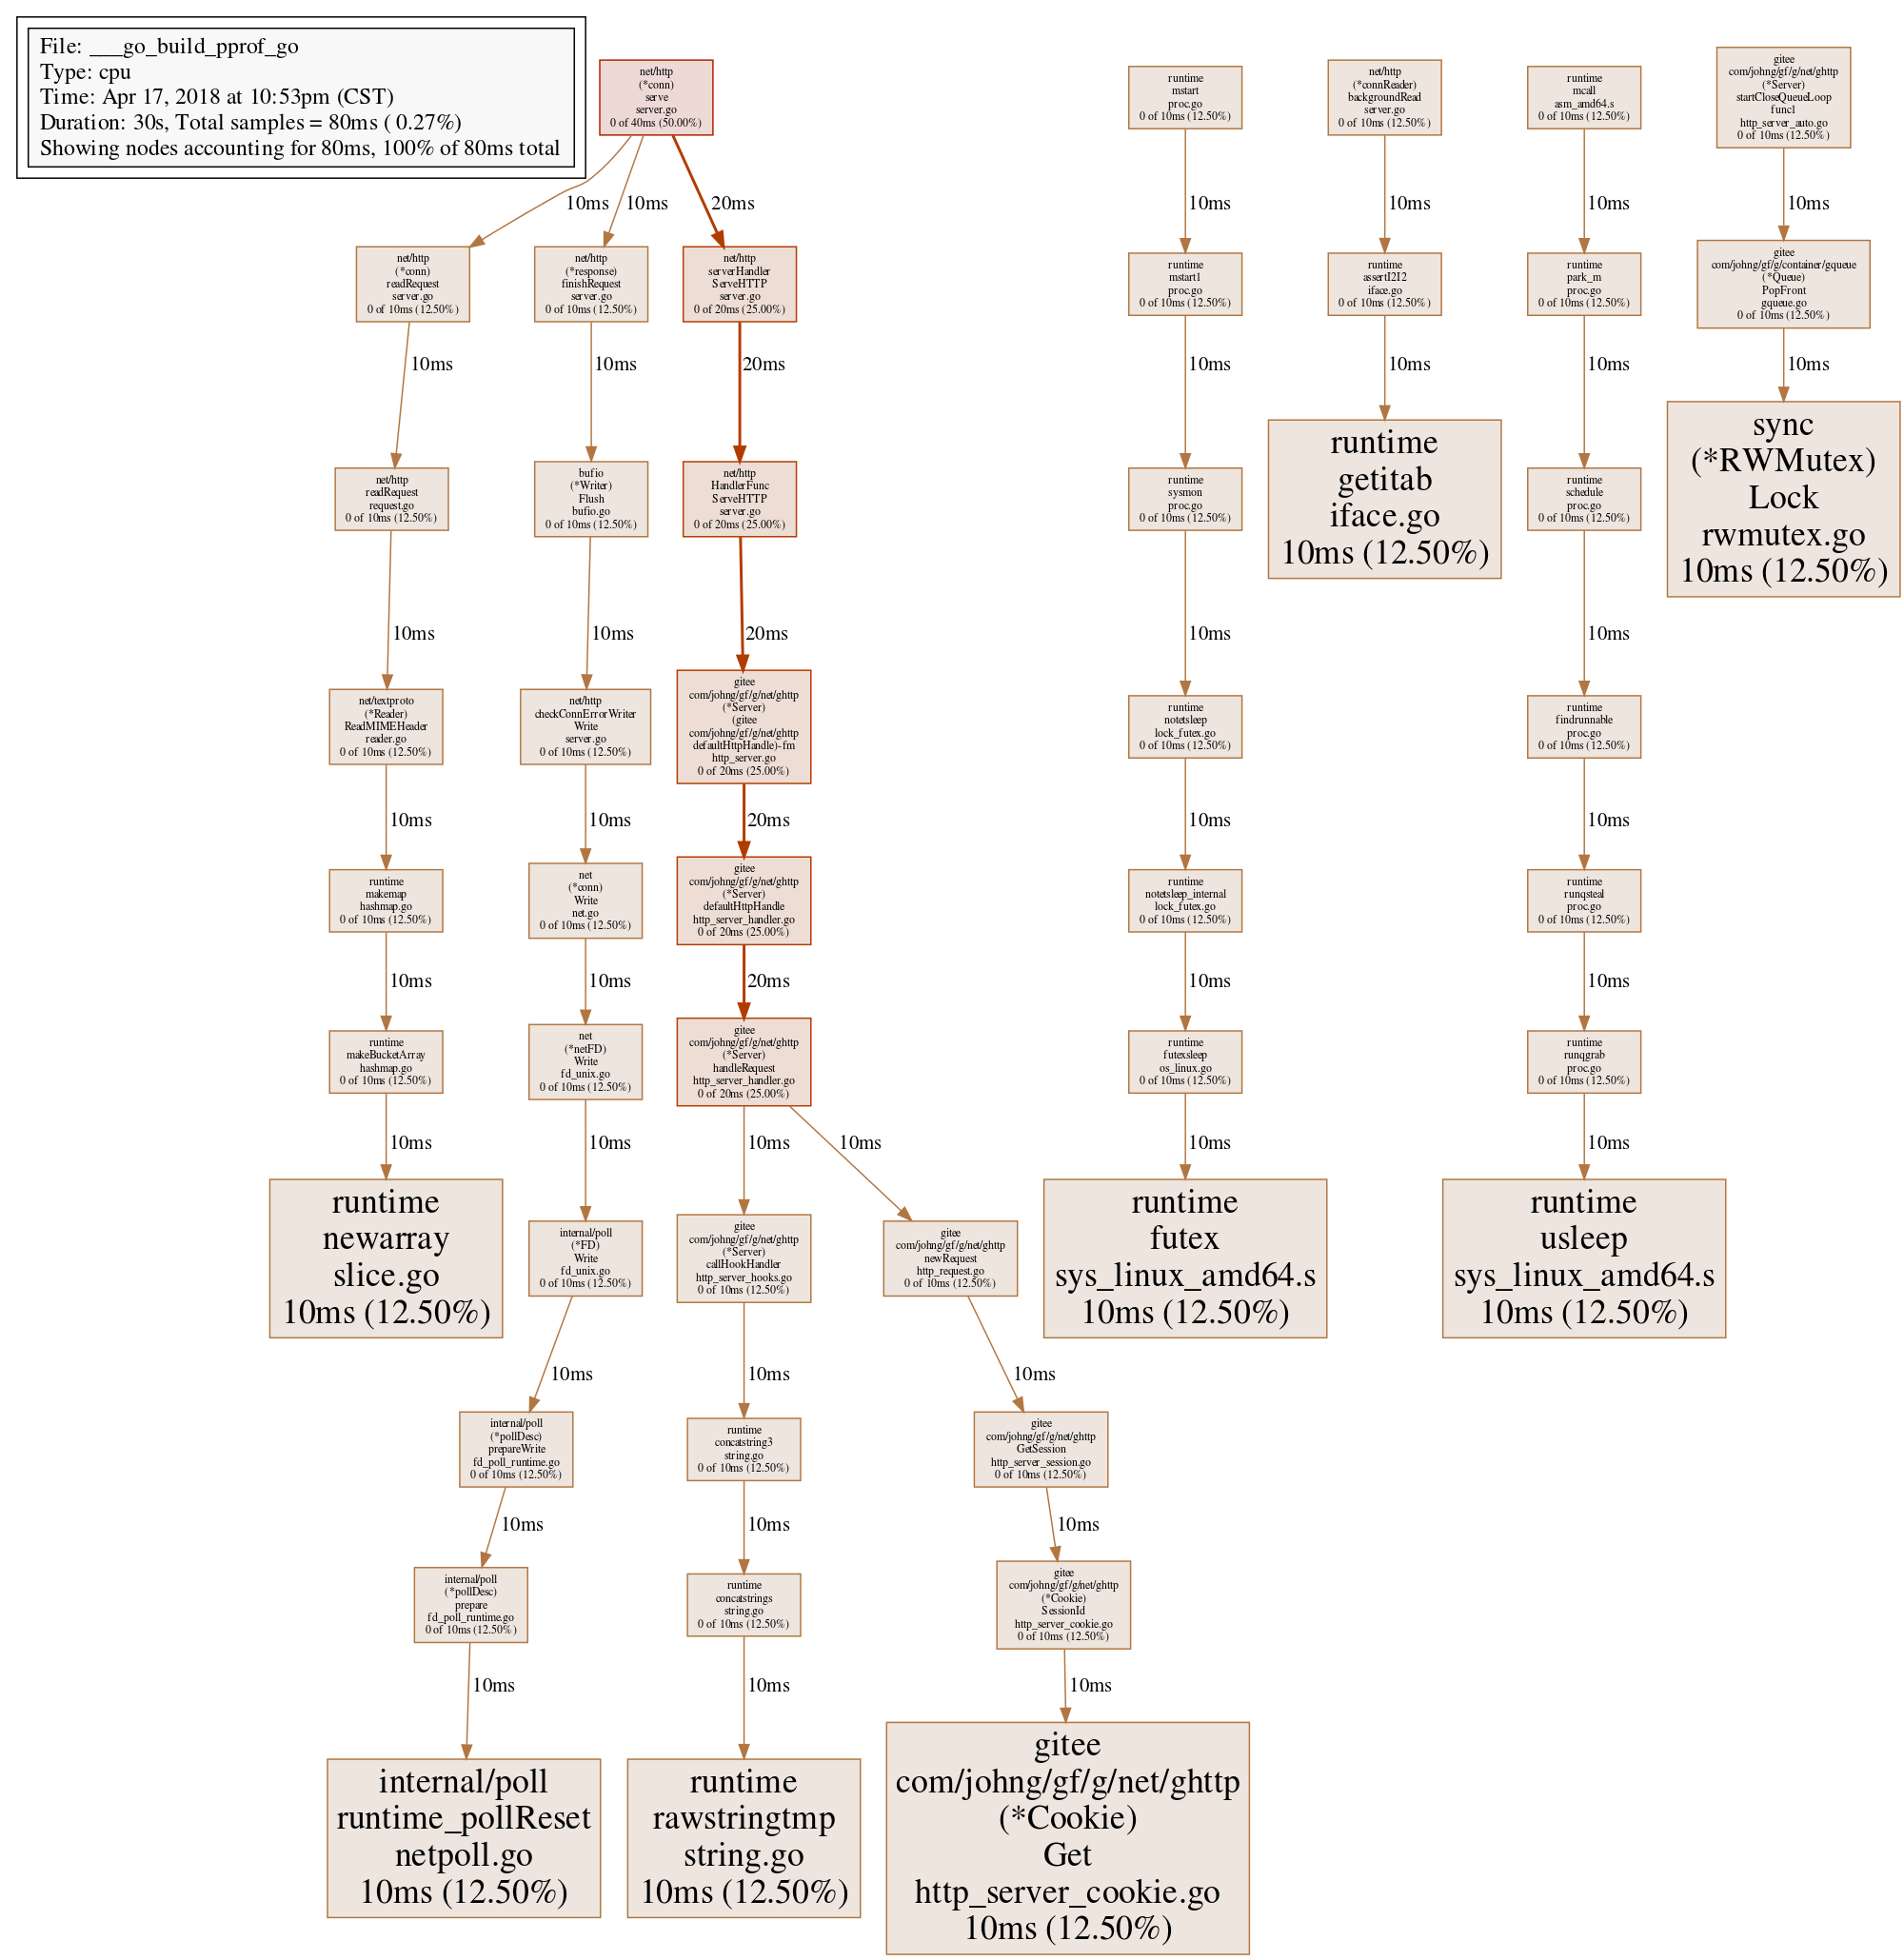 File: ___go_build_pprof_go
Type: cpu
Time: Apr 17, 2018 at 10:53pm (CST)
Duration: 30s, Total samples = 80ms ( 0.27%)
Showing nodes accounting for 80ms, 100% of 80ms total
net/http
(*conn)
serve
server.go
0 of 40ms (50.00%)
runtime
mstart
proc.go
0 of 10ms (12.50%)
net/http
(*connReader)
backgroundRead
server.go
0 of 10ms (12.50%)
runtime
mcall
asm_amd64.s
0 of 10ms (12.50%)
gitee
com/johng/gf/g/net/ghttp
(*Server)
startCloseQueueLoop
func1
http_server_auto.go
0 of 10ms (12.50%)
10ms
10ms
20ms
10ms
10ms
10ms
10ms
net/http
(*conn)
readRequest
server.go
0 of 10ms (12.50%)
net/http
(*response)
finishRequest
server.go
0 of 10ms (12.50%)
net/http
serverHandler
ServeHTTP
server.go
0 of 20ms (25.00%)
runtime
mstart1
proc.go
0 of 10ms (12.50%)
runtime
assertI2I2
iface.go
0 of 10ms (12.50%)
runtime
park_m
proc.go
0 of 10ms (12.50%)
gitee
com/johng/gf/g/container/gqueue
(*Queue)
PopFront
gqueue.go
0 of 10ms (12.50%)
10ms
10ms
20ms
10ms
10ms
10ms
10ms
net/http
readRequest
request.go
0 of 10ms (12.50%)
bufio
(*Writer)
Flush
bufio.go
0 of 10ms (12.50%)
net/http
HandlerFunc
ServeHTTP
server.go
0 of 20ms (25.00%)
runtime
sysmon
proc.go
0 of 10ms (12.50%)
runtime
getitab
iface.go
10ms (12.50%)
runtime
schedule
proc.go
0 of 10ms (12.50%)
sync
(*RWMutex)
Lock
rwmutex.go
10ms (12.50%)
10ms
10ms
20ms
10ms
10ms
net/textproto
(*Reader)
ReadMIMEHeader
reader.go
0 of 10ms (12.50%)
net/http
checkConnErrorWriter
Write
server.go
0 of 10ms (12.50%)
gitee
com/johng/gf/g/net/ghttp
(*Server)
(gitee
com/johng/gf/g/net/ghttp
defaultHttpHandle)-fm
http_server.go
0 of 20ms (25.00%)
runtime
notetsleep
lock_futex.go
0 of 10ms (12.50%)
runtime
findrunnable
proc.go
0 of 10ms (12.50%)
10ms
10ms
20ms
10ms
10ms
runtime
makemap
hashmap.go
0 of 10ms (12.50%)
net
(*conn)
Write
net.go
0 of 10ms (12.50%)
gitee
com/johng/gf/g/net/ghttp
(*Server)
defaultHttpHandle
http_server_handler.go
0 of 20ms (25.00%)
runtime
notetsleep_internal
lock_futex.go
0 of 10ms (12.50%)
runtime
runqsteal
proc.go
0 of 10ms (12.50%)
10ms
10ms
20ms
10ms
10ms
runtime
makeBucketArray
hashmap.go
0 of 10ms (12.50%)
net
(*netFD)
Write
fd_unix.go
0 of 10ms (12.50%)
gitee
com/johng/gf/g/net/ghttp
(*Server)
handleRequest
http_server_handler.go
0 of 20ms (25.00%)
runtime
futexsleep
os_linux.go
0 of 10ms (12.50%)
runtime
runqgrab
proc.go
0 of 10ms (12.50%)
10ms
10ms
10ms
10ms
10ms
10ms
runtime
newarray
slice.go
10ms (12.50%)
internal/poll
(*FD)
Write
fd_unix.go
0 of 10ms (12.50%)
gitee
com/johng/gf/g/net/ghttp
(*Server)
callHookHandler
http_server_hooks.go
0 of 10ms (12.50%)
gitee
com/johng/gf/g/net/ghttp
newRequest
http_request.go
0 of 10ms (12.50%)
runtime
futex
sys_linux_amd64.s
10ms (12.50%)
runtime
usleep
sys_linux_amd64.s
10ms (12.50%)
10ms
10ms
10ms
internal/poll
(*pollDesc)
prepareWrite
fd_poll_runtime.go
0 of 10ms (12.50%)
runtime
concatstring3
string.go
0 of 10ms (12.50%)
gitee
com/johng/gf/g/net/ghttp
GetSession
http_server_session.go
0 of 10ms (12.50%)
10ms
10ms
10ms
internal/poll
(*pollDesc)
prepare
fd_poll_runtime.go
0 of 10ms (12.50%)
runtime
concatstrings
string.go
0 of 10ms (12.50%)
gitee
com/johng/gf/g/net/ghttp
(*Cookie)
SessionId
http_server_cookie.go
0 of 10ms (12.50%)
10ms
10ms
10ms
internal/poll
runtime_pollReset
netpoll.go
10ms (12.50%)
runtime
rawstringtmp
string.go
10ms (12.50%)
gitee
com/johng/gf/g/net/ghttp
(*Cookie)
Get
http_server_cookie.go
10ms (12.50%)